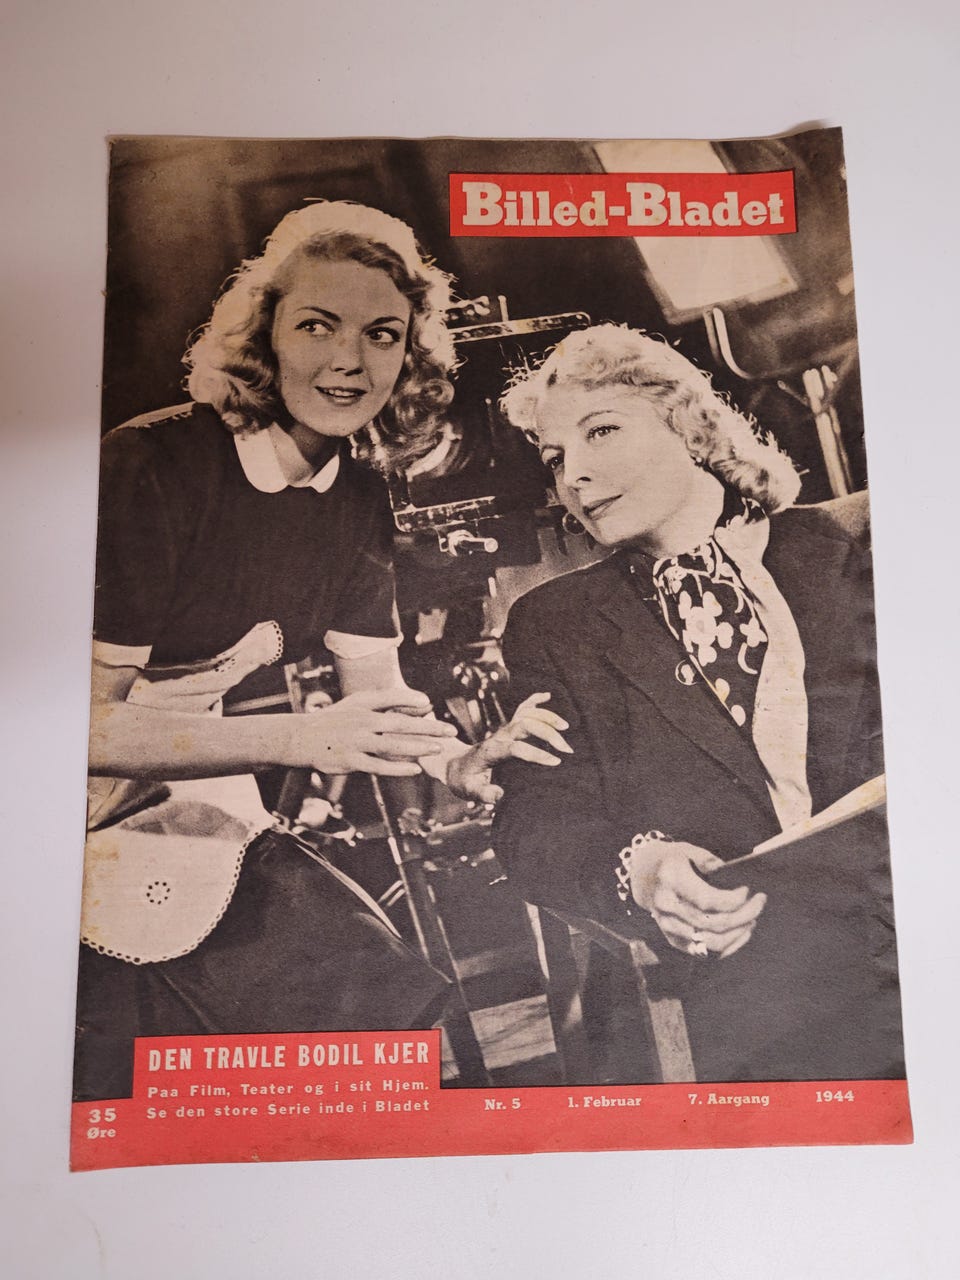 Billed-Bladet
DEN TRAVLE BODIL KJER
Paa Film, Teater og i sit Hjem.
Se den store Serie inde i Bladet
35
Øre
Nr. 5 1. Februar 7. Aargang 1944